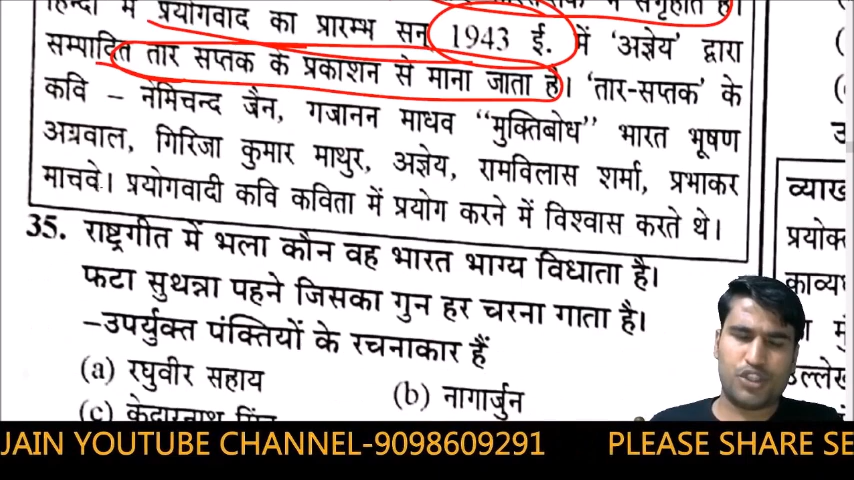 हिन्दी में प्रयोगवाद का प्रारम्भ सन् 1943 ई. में 'अज्ञेय' द्वारा
सम्पादित तार सप्तक के प्रकाशन से माना जाता है। 'तार-सप्तक' के
कवि – नेमिचन्द जैन, गजानन माधव "मुक्तिबोध" भारत भूषण
अग्रवाल, गिरिजा कुमार माथुर, अज्ञेय, रामविलास शर्मा, प्रभाकर
माचवे। प्रयोगवादी कवि कविता में प्रयोग करने में विश्वास करते थे।
35. राष्ट्रगीत में भला कौन वह भारत भाग्य विधाता है।
फटा सुथन्ना पहने जिसका गुन हर चरना गाता है।
–उपर्युक्त पंक्तियों के रचनाकार हैं
(a) रघुवीर सहाय
(b) नागार्जुन
(c) केदारनाथ सिंह
प्रयोक
JAIN YOUTUBE CHANNEL-9098609291 PLEASE SHARE SE